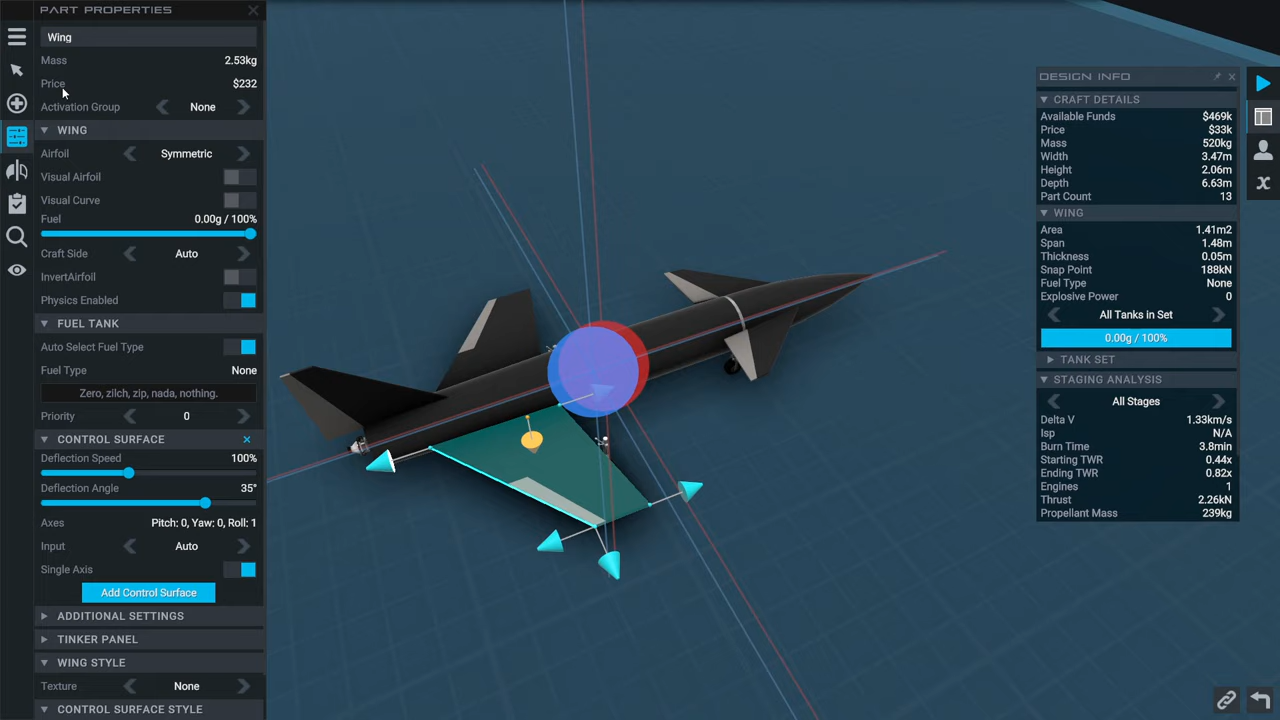 PART PROPERTIES
Wing
Mass 2.53kg
Price $232
Activation Group None
WING
Airfoil Symmetric
Visual Airfoil
Visual Curve
Fuel 0.00g / 100%
Craft Side Auto
InvertAirfoil
Physics Enabled
FUEL TANK
Auto Select Fuel Type
Fuel Type None
Zero, zilch, zip, nada, nothing.
Priority 0
CONTROL SURFACE
Deflection Speed 100%
Deflection Angle 35°
Axes Pitch: 0, Yaw: 0, Roll: 1
Input Auto
Single Axis
Add Control Surface
ADDITIONAL SETTINGS
TINKER PANEL
WING STYLE
Texture None
CONTROL SURFACE STYLE
DESIGN INFO
CRAFT DETAILS
Available Funds $469k
Price $33k
Mass 520kg
Width 3.47m
Height 2.06m
Depth 6.63m
Part Count 13
WING
Area 1.41m2
Span 1.48m
Thickness 0.05m
Snap Point 188kN
Fuel Type None
Explosive Power 0
All Tanks in Set
0.00g / 100%
TANK SET
STAGING ANALYSIS
All Stages
Delta V 1.33km/s
Isp N/A
Burn Time 3.8min
Starting TWR 0.44x
Ending TWR 0.82x
Engines 1
Thrust 2.26kN
Propellant Mass 239kg